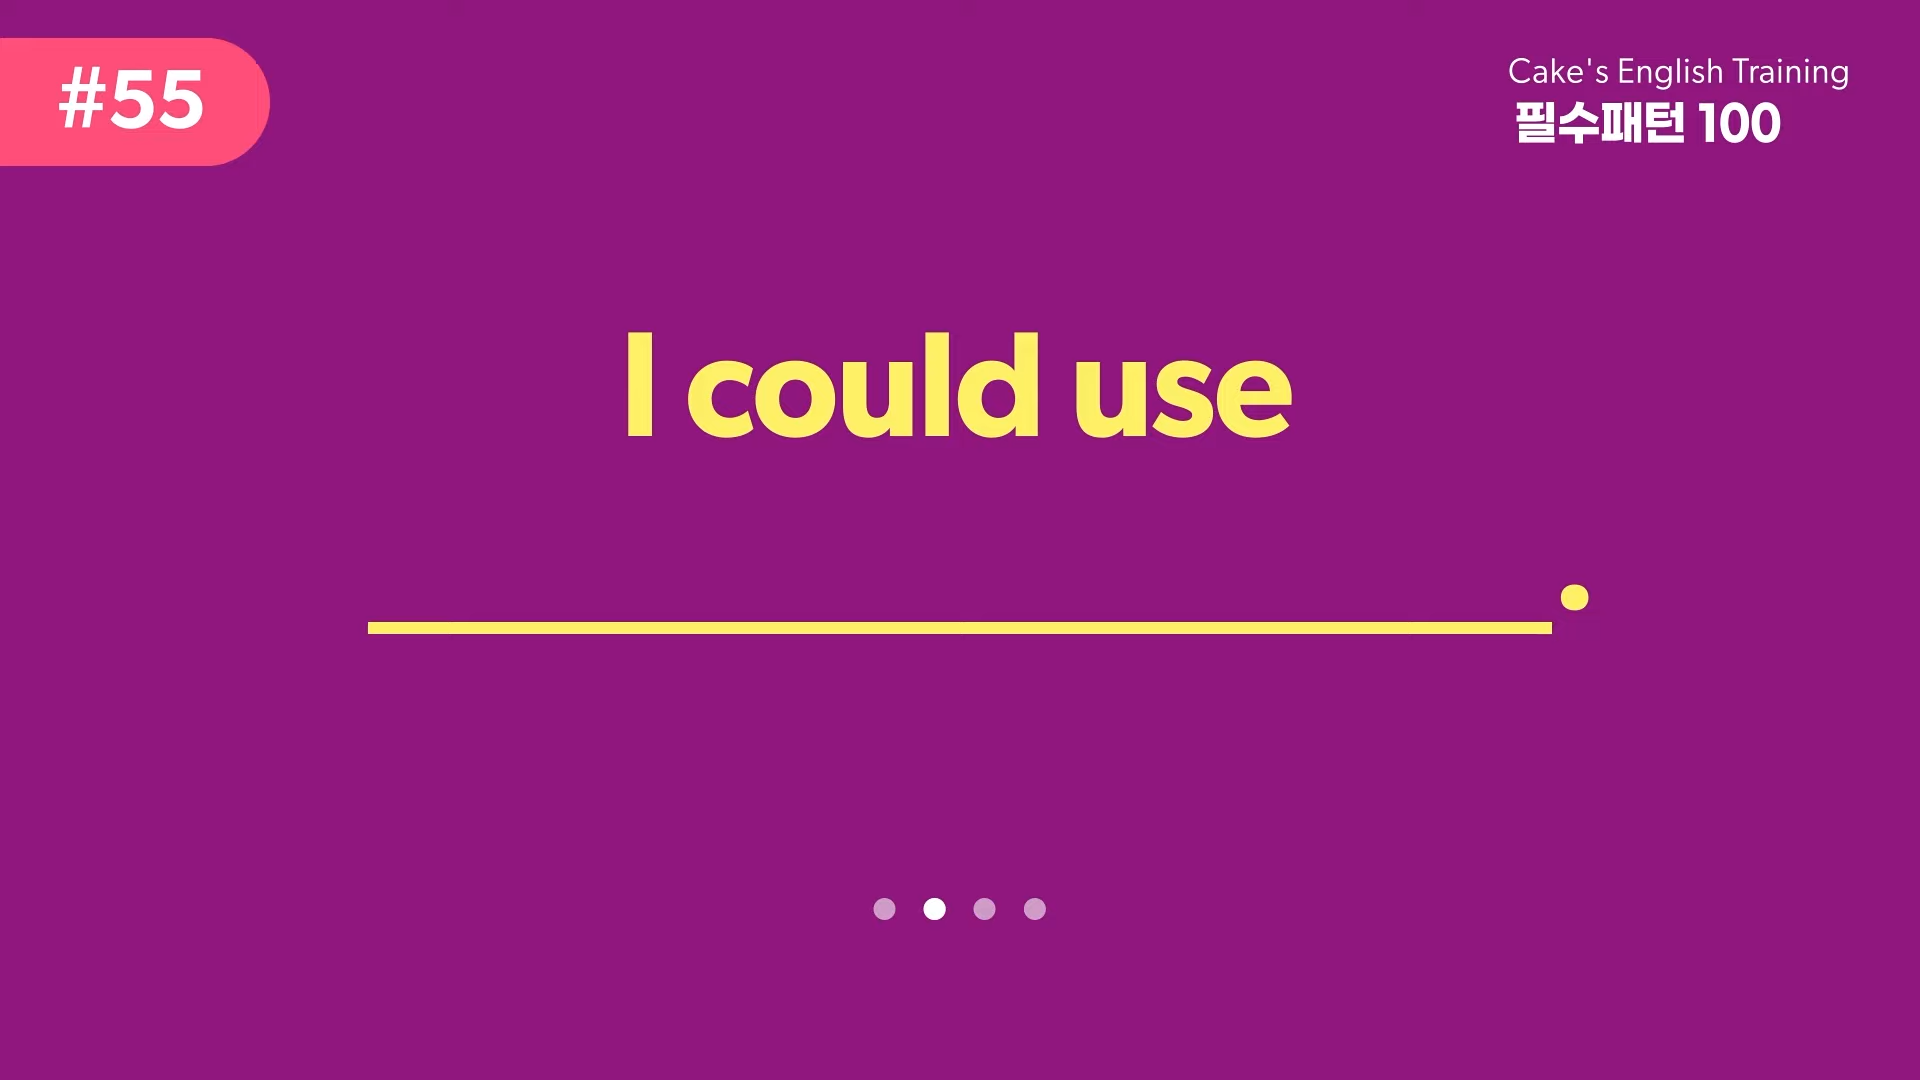 #55
Cake's English Training
필수패턴 100
I could use
.